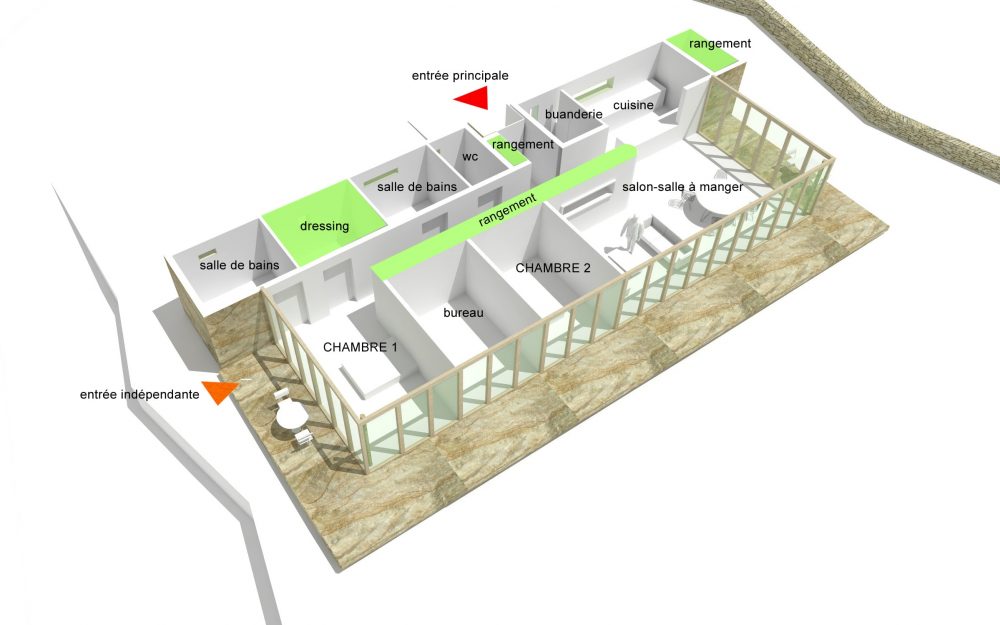 rangement
entrée principale
cuisine
buanderie
rangement
wc
salle de bains
salon-salle à manger
rangement
dressing
CHAMBRE 2
salle de bains
bureau
CHAMBRE 1
entrée indépendante